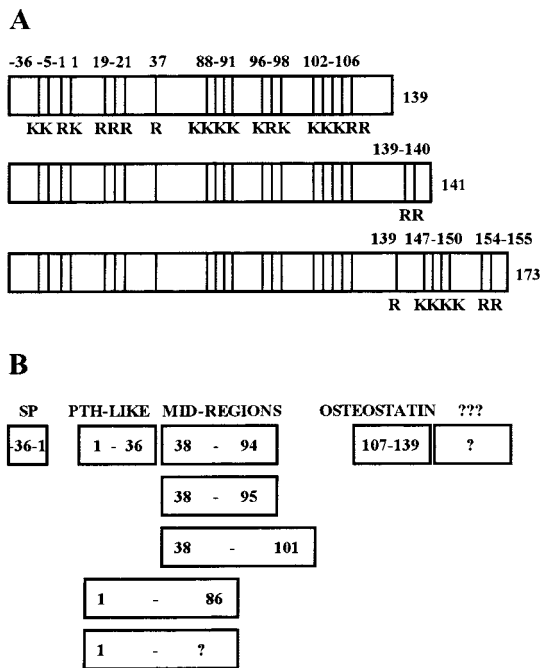 A
-36 -5-1 1 19-21 37 88-91 96-98 102-106
139
KK RK RRR R KKKK KRK KKKRR
139-140
141
RR
139 147-150 154-155
173
R KKKK RR
B
SP PTH-LIKE MID-REGIONS OSTEOSTATIN ???
-36-1 1 - 36 38 - 94 107-139 ?
38 - 95
38 - 101
1 - 86
1 - ?